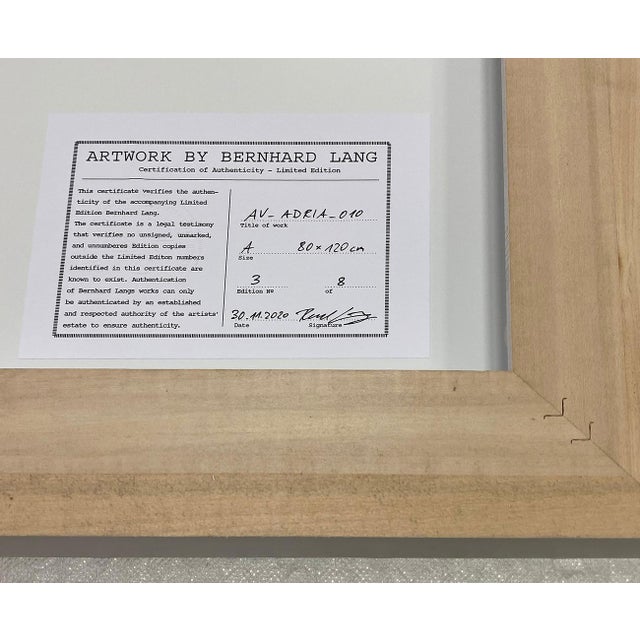 ARTWORK BY BERNHARD LANG
Certification of Authenticity - Limited Edition
This certificate verifies the authen-
ticity of the accompanying Limited
Edition Bernhard Lang.
The certificate is a legal testimony
that verifies no unsigned, unmarked,
and unnumberes Edition copies
outside the Limited Editon numbers
identified in this certificate are
known to exist. Authentication
of Bernhard Langs works can only
be authenticated by an established
and respected authority of the artists'
estate to ensure authenticity.
AV_ADRIA_010
Title of work
A 80 x 120 cm
Size
3 8
Edition Nº of
30.11.2020
Date Signature